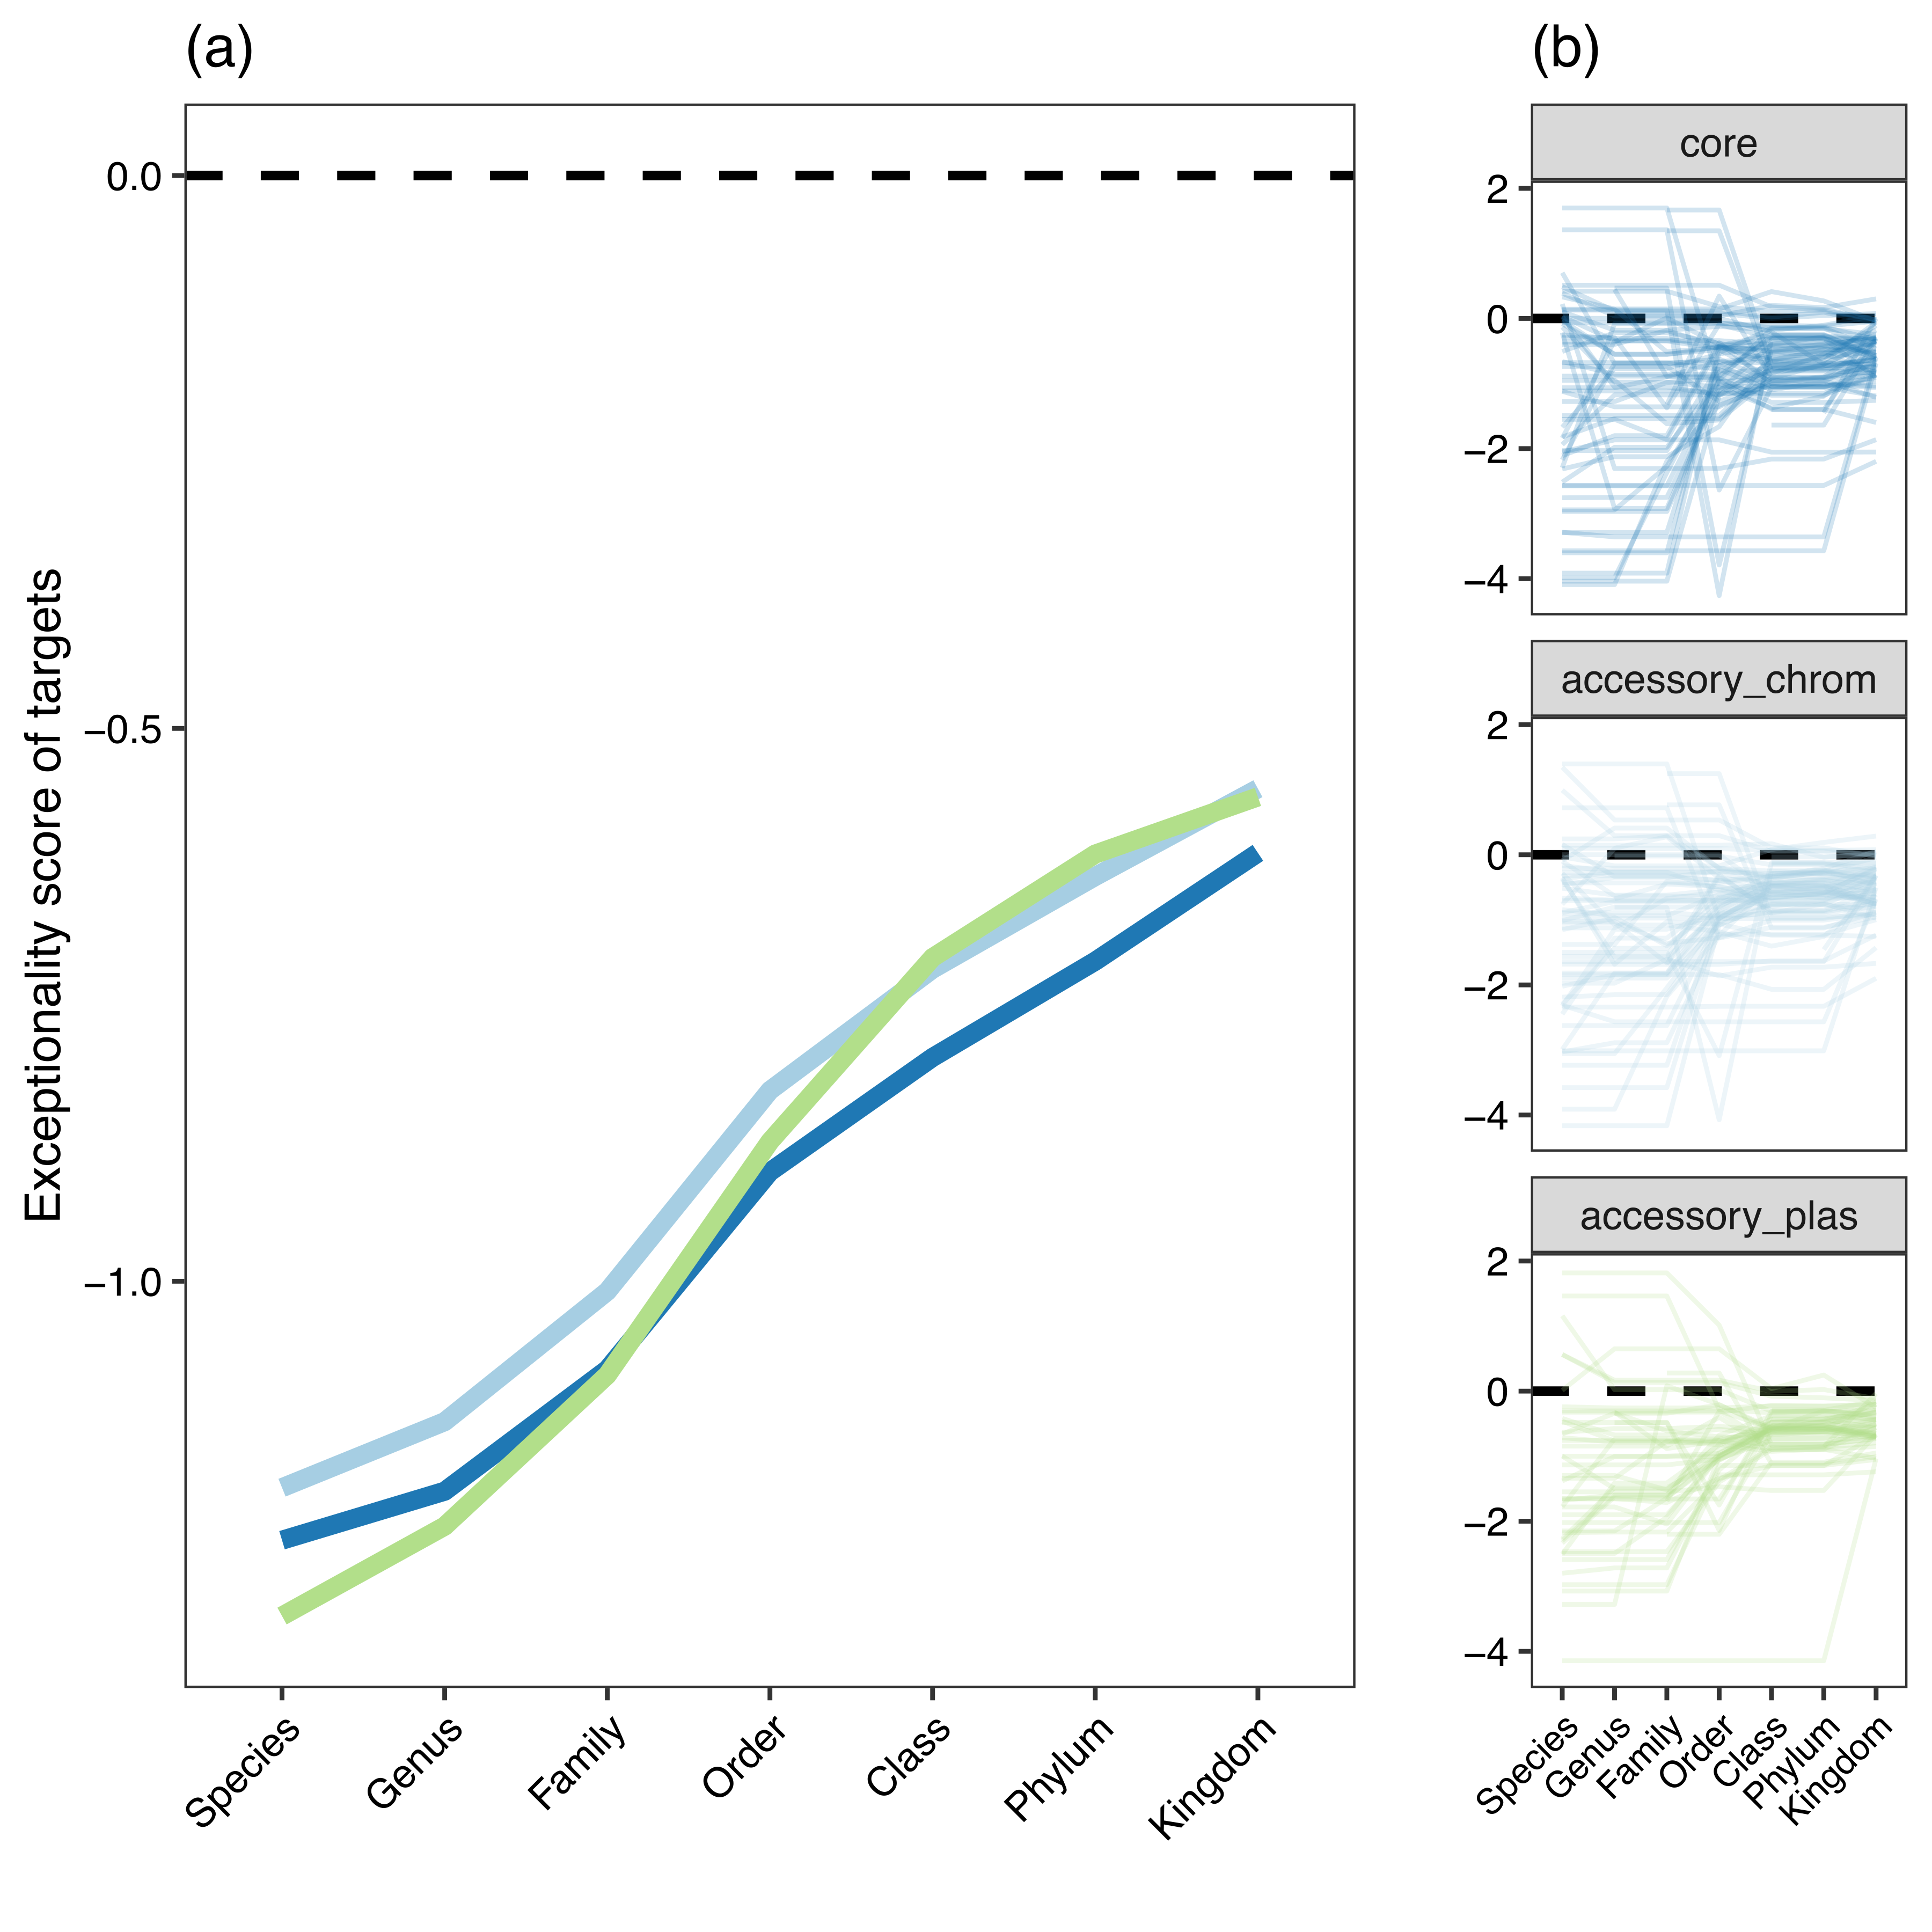 (a)
0.0
−0.5
−1.0
Exceptionality score of targets
Species
Genus
Family
Order
Class
Phylum
Kingdom
(b)
core
2
0
−2
−4
accessory_chrom
2
0
−2
−4
accessory_plas
2
0
−2
−4
Species
Genus
Family
Order
Class
Phylum
Kingdom